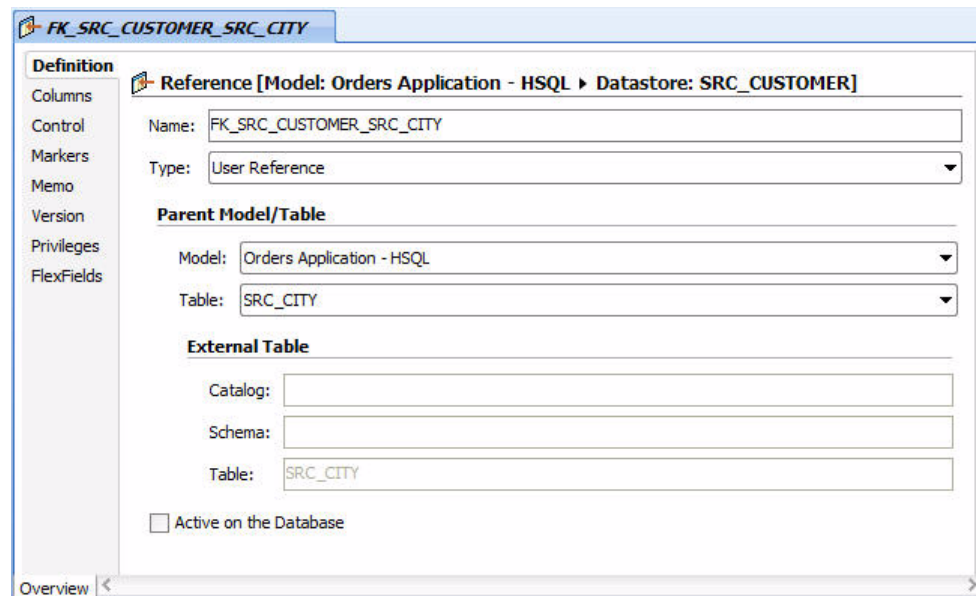 FK_SRC_CUSTOMER_SRC_CITY
Definition
Columns
Control
Markers
Memo
Version
Privileges
FlexFields
Reference [Model: Orders Application - HSQL ▸ Datastore: SRC_CUSTOMER]
Name: FK_SRC_CUSTOMER_SRC_CITY
Type: User Reference
Parent Model/Table
Model: Orders Application - HSQL
Table: SRC_CITY
External Table
Catalog:
Schema:
Table: SRC_CITY
Active on the Database
Overview